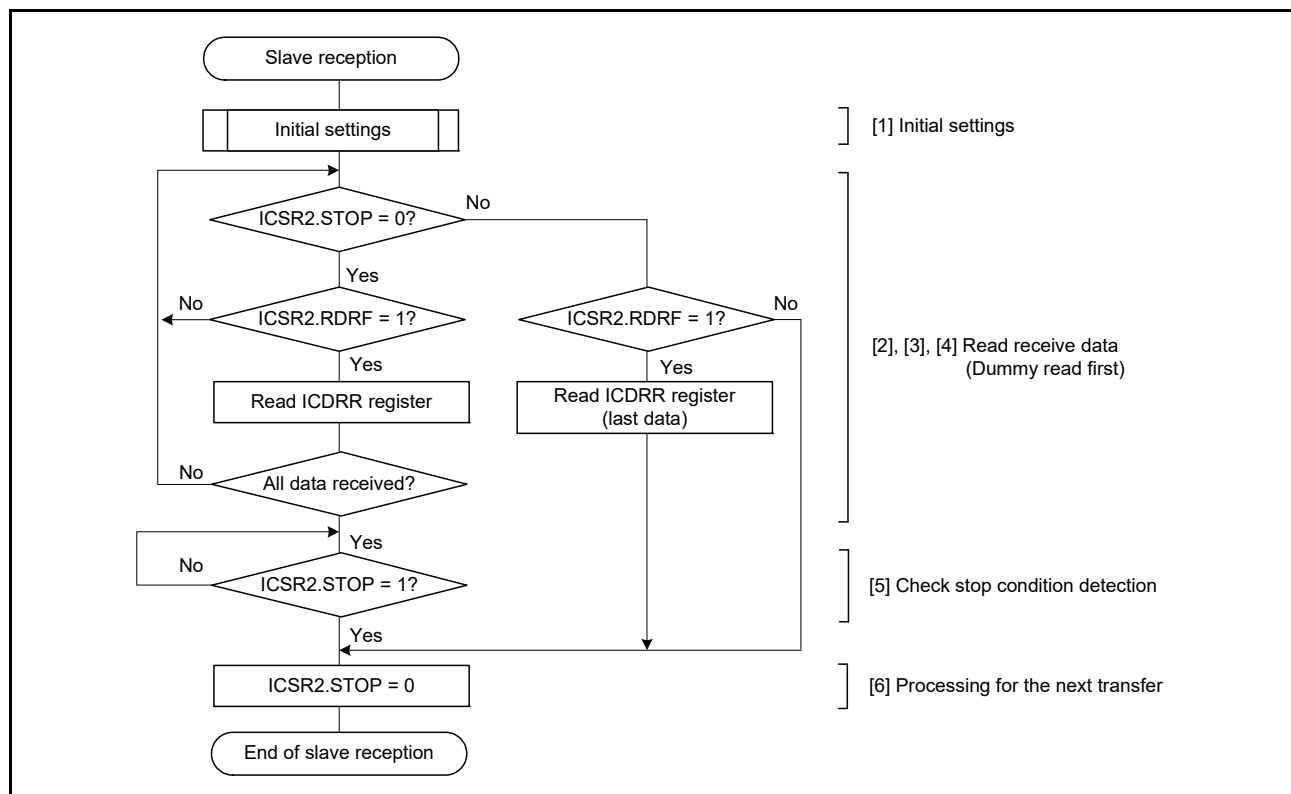 Slave reception
Initial settings
[1] Initial settings
ICSR2.STOP = 0?
No
Yes
No
ICSR2.RDRF = 1?
ICSR2.RDRF = 1?
No
Yes
Yes
[2], [3], [4] Read receive data
(Dummy read first)
Read ICDRR register
Read ICDRR register
(last data)
No
All data received?
Yes
No
ICSR2.STOP = 1?
[5] Check stop condition detection
Yes
ICSR2.STOP = 0
[6] Processing for the next transfer
End of slave reception